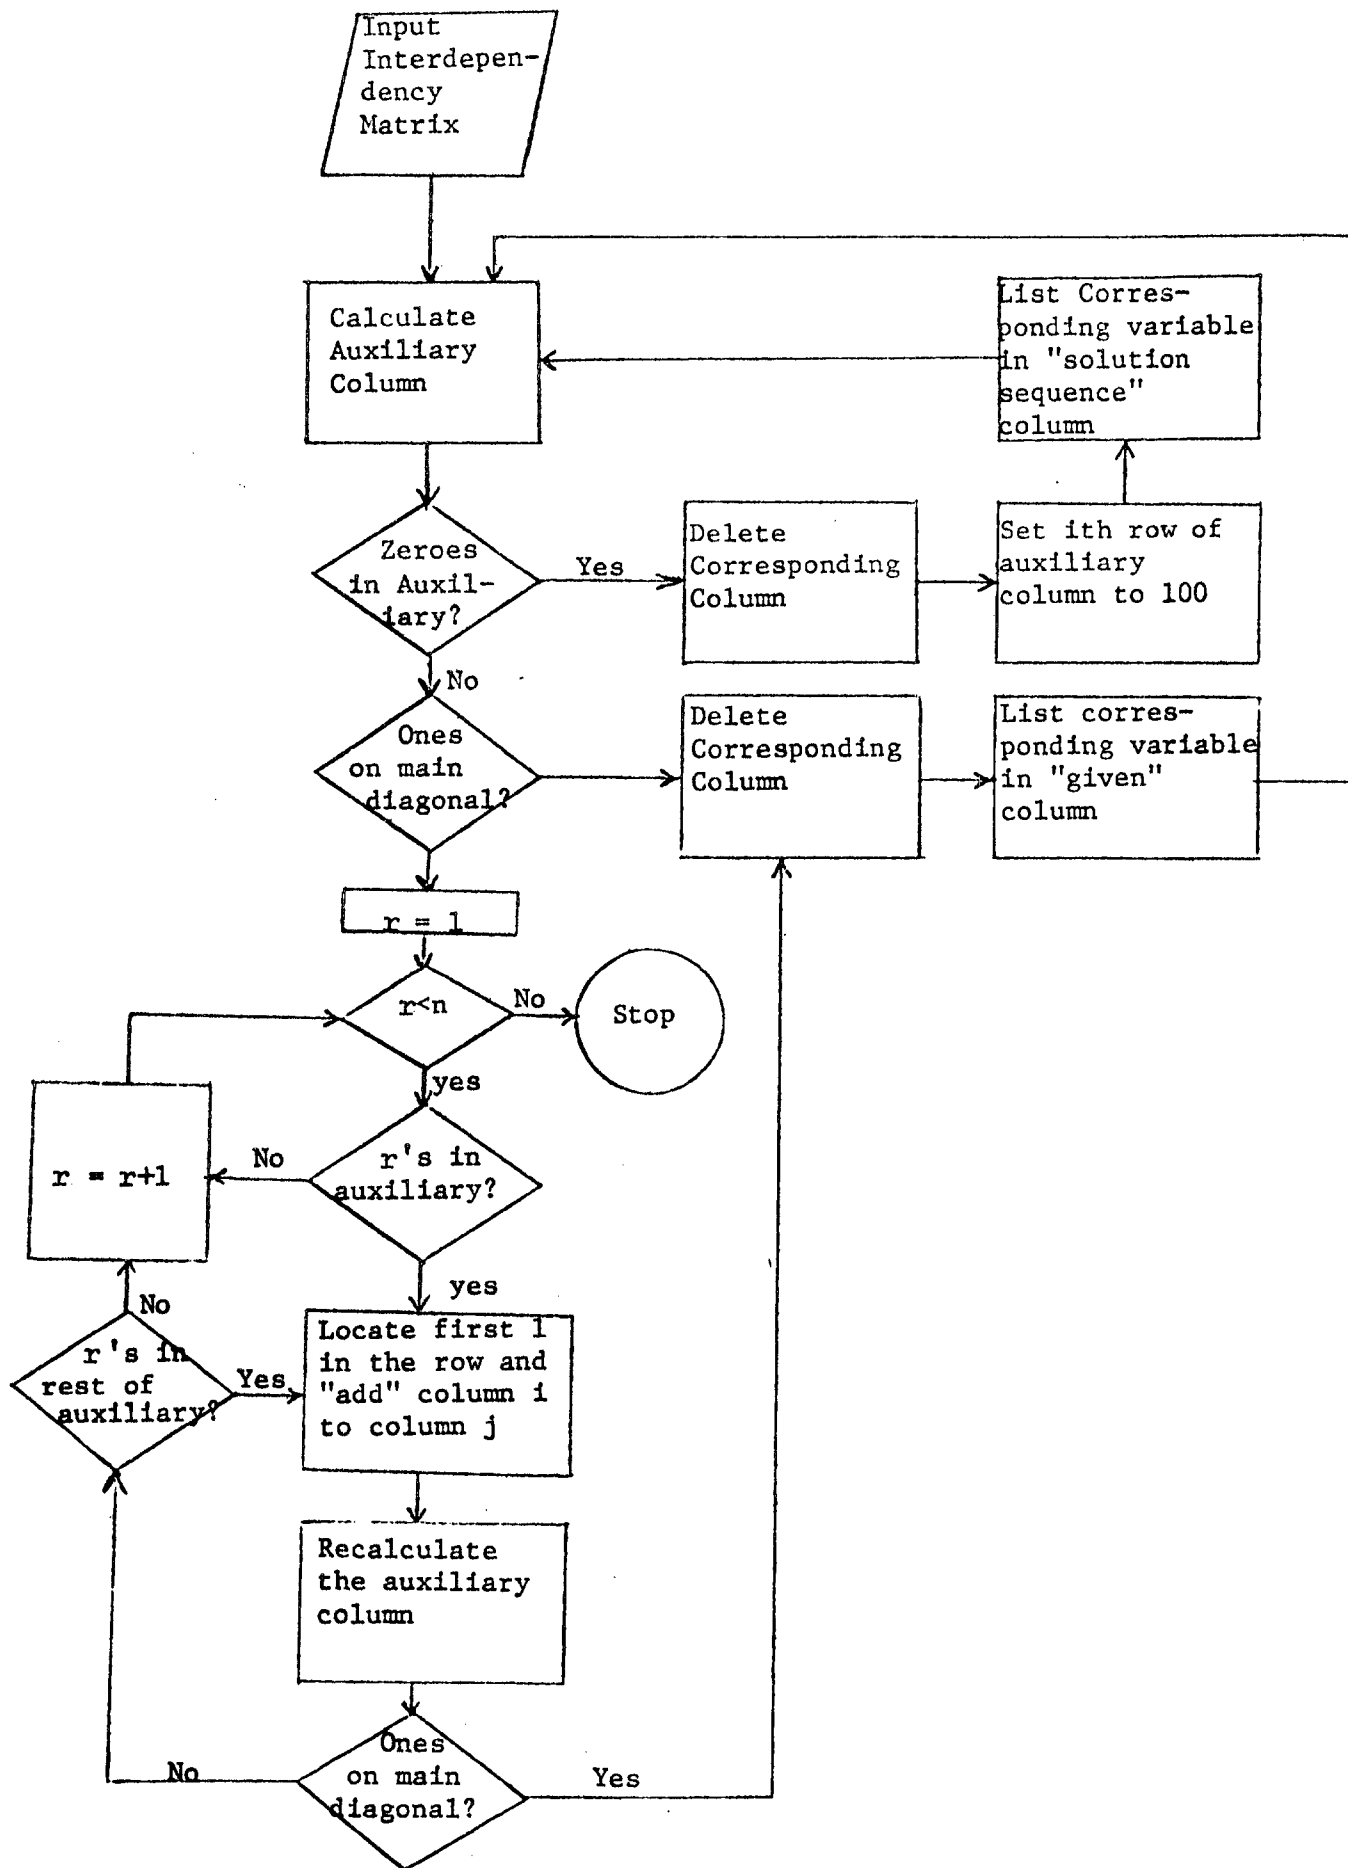 Input
Interdepen-
dency
Matrix
Calculate
Auxiliary
Column
List Corres-
ponding variable
in "solution
sequence"
column
Zeroes
in Auxil-
iary?
Yes
Delete
Corresponding
Column
Set ith row of
auxiliary
column to 100
No
Ones
on main
diagonal?
Delete
Corresponding
Column
List corres-
ponding variable
in "given"
column
r = 1
r<n
No
Stop
yes
r's in
auxiliary?
No
r = r+1
yes
No
r's in
rest of
auxiliary?
Yes
Locate first 1
in the row and
"add" column i
to column j
Recalculate
the auxiliary
column
Ones
on main
diagonal?
No
Yes